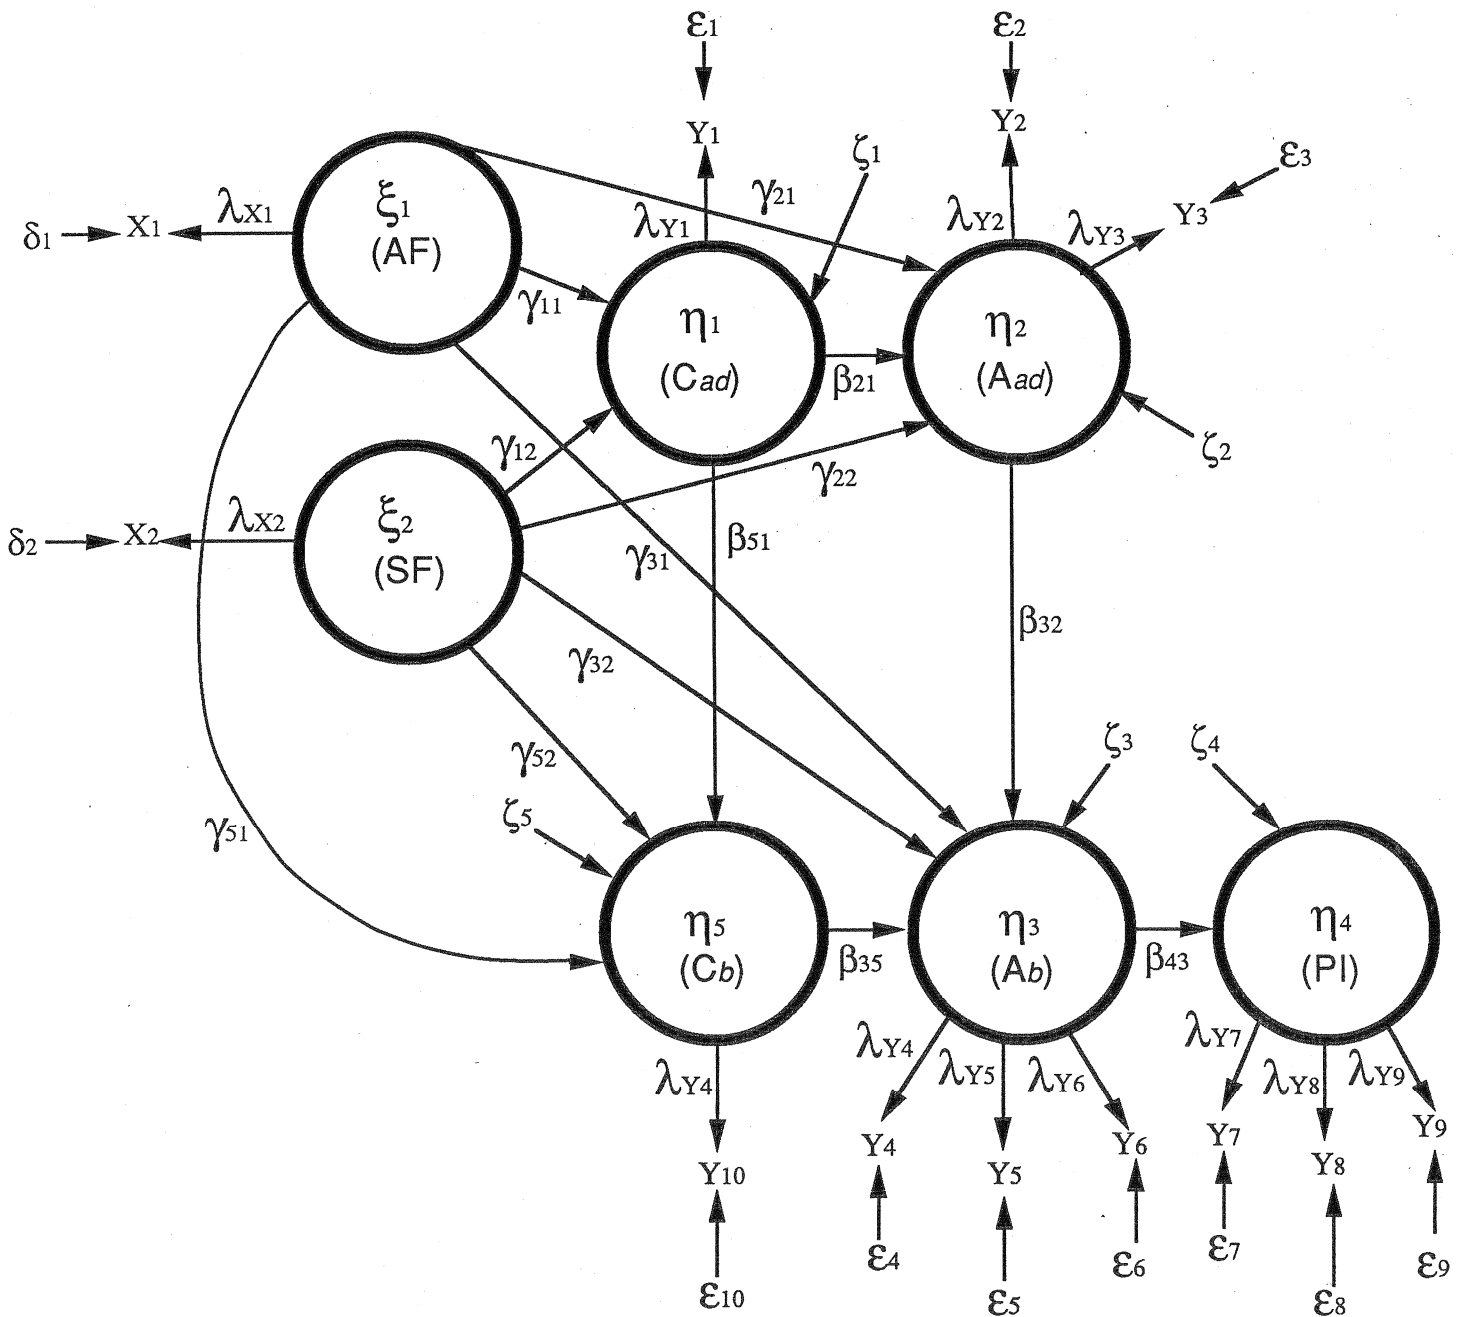 ε1
ε2
Y1
Y2
ζ1
ε3
λX1
ξ1
γ21
λY1
λY2
λY3
Y3
δ1
X1
(AF)
γ11
η1
η2
(Cad)
β21
(Aad)
γ12
ζ2
γ22
λX2
ξ2
δ2
X2
(SF)
γ31
β51
β32
γ32
γ52
ζ3
ζ4
ζ5
γ51
η5
η3
η4
(Cb)
β35
(Ab)
β43
(PI)
λY4
λY4
λY5
λY6
λY7
λY8
λY9
Y10
Y4
Y5
Y6
Y7
Y8
Y9
ε10
ε4
ε5
ε6
ε7
ε8
ε9